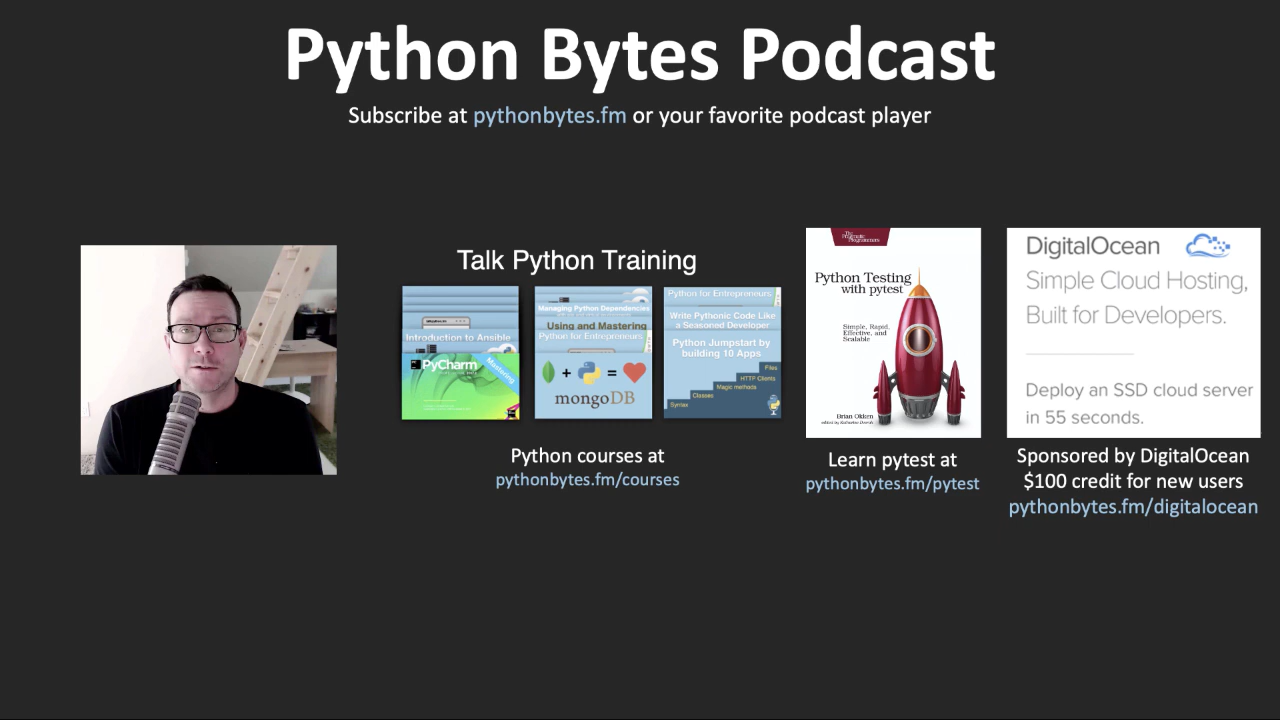 Python Bytes Podcast
Subscribe at pythonbytes.fm or your favorite podcast player
Talk Python Training
Introduction to Ansible
PyCharm
Mastering
Managing Python Dependencies
Using and Mastering
Python for Entrepreneurs
+ =
mongoDB
Python for Entrepreneurs
Write Pythonic Code Like
a Seasoned Developer
Python Jumpstart by
building 10 Apps
Files
HTTP Clients
Magic methods
Classes
Syntax
Python courses at
pythonbytes.fm/courses
The
Pragmatic
Programmers
Python Testing
with pytest
Simple, Rapid,
Effective, and
Scalable
Brian Okken
Learn pytest at
pythonbytes.fm/pytest
DigitalOcean
Simple Cloud Hosting,
Built for Developers.
Deploy an SSD cloud server
in 55 seconds.
Sponsored by DigitalOcean
$100 credit for new users
pythonbytes.fm/digitalocean